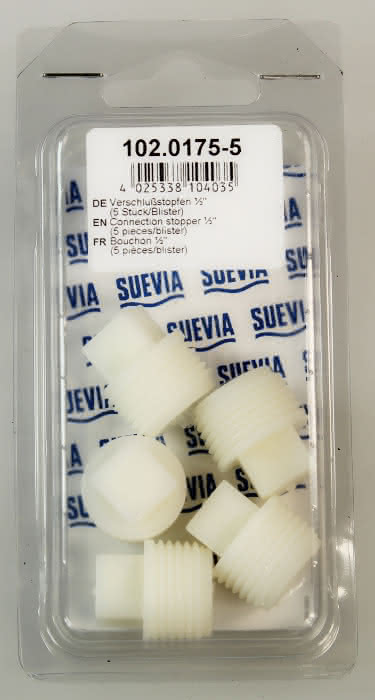 102.0175-5
4 025338 104035
DE Verschlußstopfen ½"
(5 Stück/Blister)
EN Connection stopper ½"
(5 pieces/blister)
FR Bouchon ½"
(5 pièces/blister)
SUEVIA SUEVIA
SUEVIA SUEVIA
SUEVIA